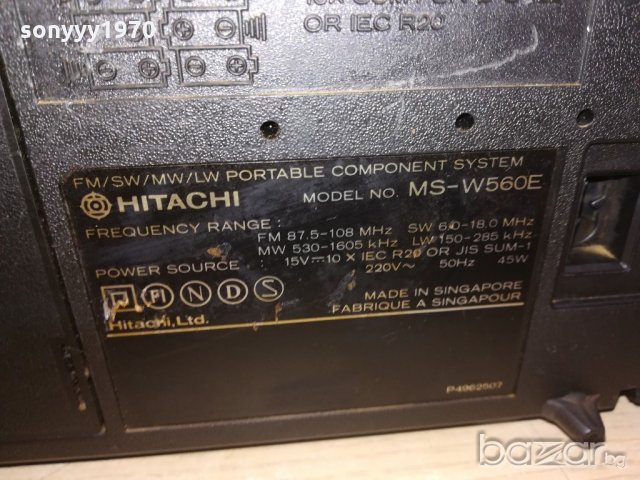 sonyyy1970
OR IEC R20
FM/SW/MW/LW PORTABLE COMPONENT SYSTEM
HITACHI MODEL NO. MS-W560E
FREQUENCY RANGE :
FM 87.5-108 MHz SW 6.0-18.0 MHz
MW 530-1605 kHz LW 150-285 kHz
POWER SOURCE : 15V⎓10 x IEC R20 OR JIS SUM-1
220V~ 50Hz 45W
FI N D S
MADE IN SINGAPORE
FABRIQUE A SINGAPOUR
Hitachi, Ltd.
P4962507
bazar.bg